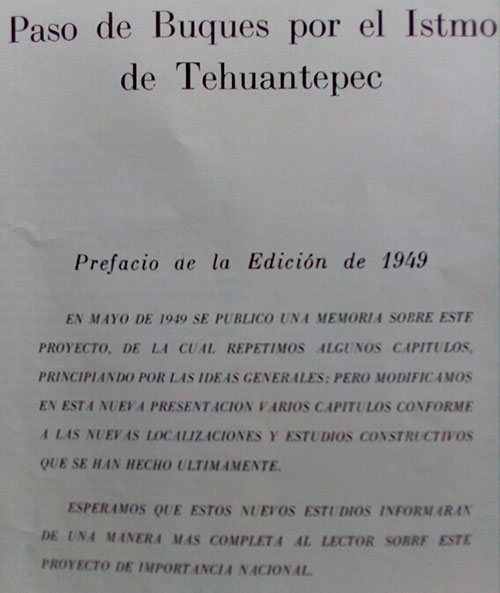 Paso de Buques por el Istmo
de Tehuantepec
Prefacio de la Edición de 1949
EN MAYO DE 1949 SE PUBLICO UNA MEMORIA SOBRE ESTE
PROYECTO, DE LA CUAL REPETIMOS ALGUNOS CAPITULOS,
PRINCIPIANDO POR LAS IDEAS GENERALES; PERO MODIFICAMOS
EN ESTA NUEVA PRESENTACION VARIOS CAPITULOS CONFORME
A LAS NUEVAS LOCALIZACIONES Y ESTUDIOS CONSTRUCTIVOS
QUE SE HAN HECHO ULTIMAMENTE.
ESPERAMOS QUE ESTOS NUEVOS ESTUDIOS INFORMARAN
DE UNA MANERA MAS COMPLETA AL LECTOR SOBRE ESTE
PROYECTO DE IMPORTANCIA NACIONAL.